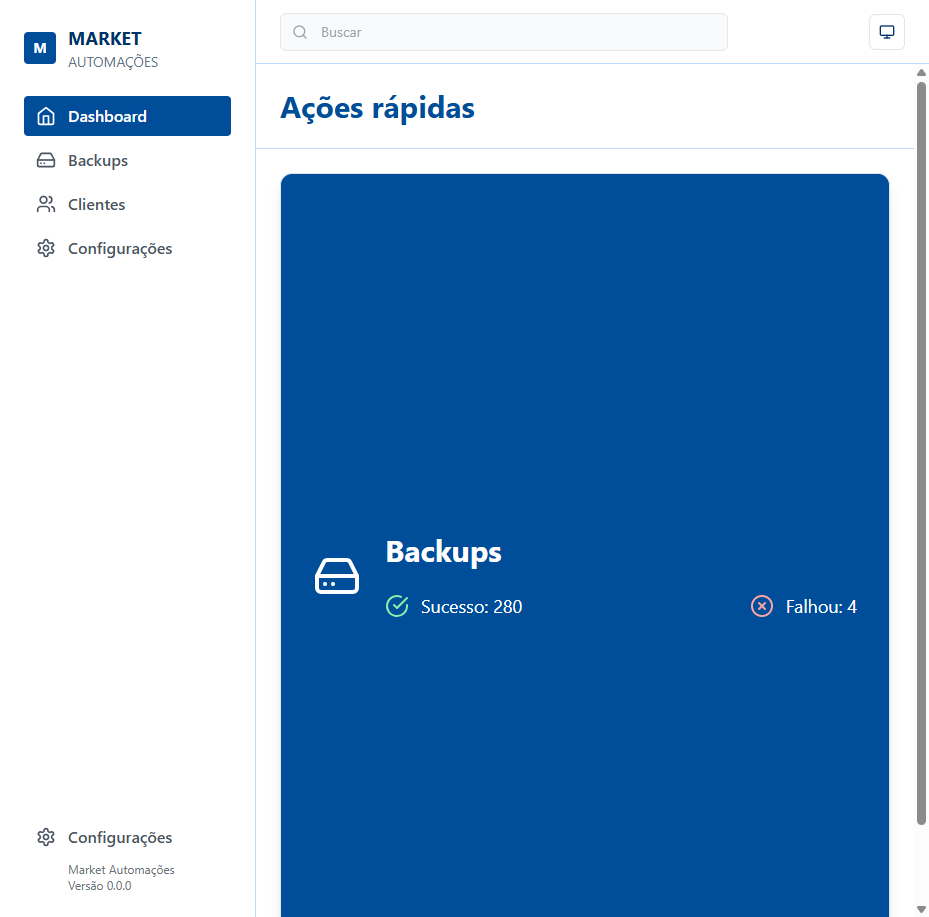 M
MARKET
AUTOMAÇÕES
Dashboard
Backups
Clientes
Configurações
Configurações
Market Automações
Versão 0.0.0
Buscar
Ações rápidas
Backups
Sucesso: 280
Falhou: 4